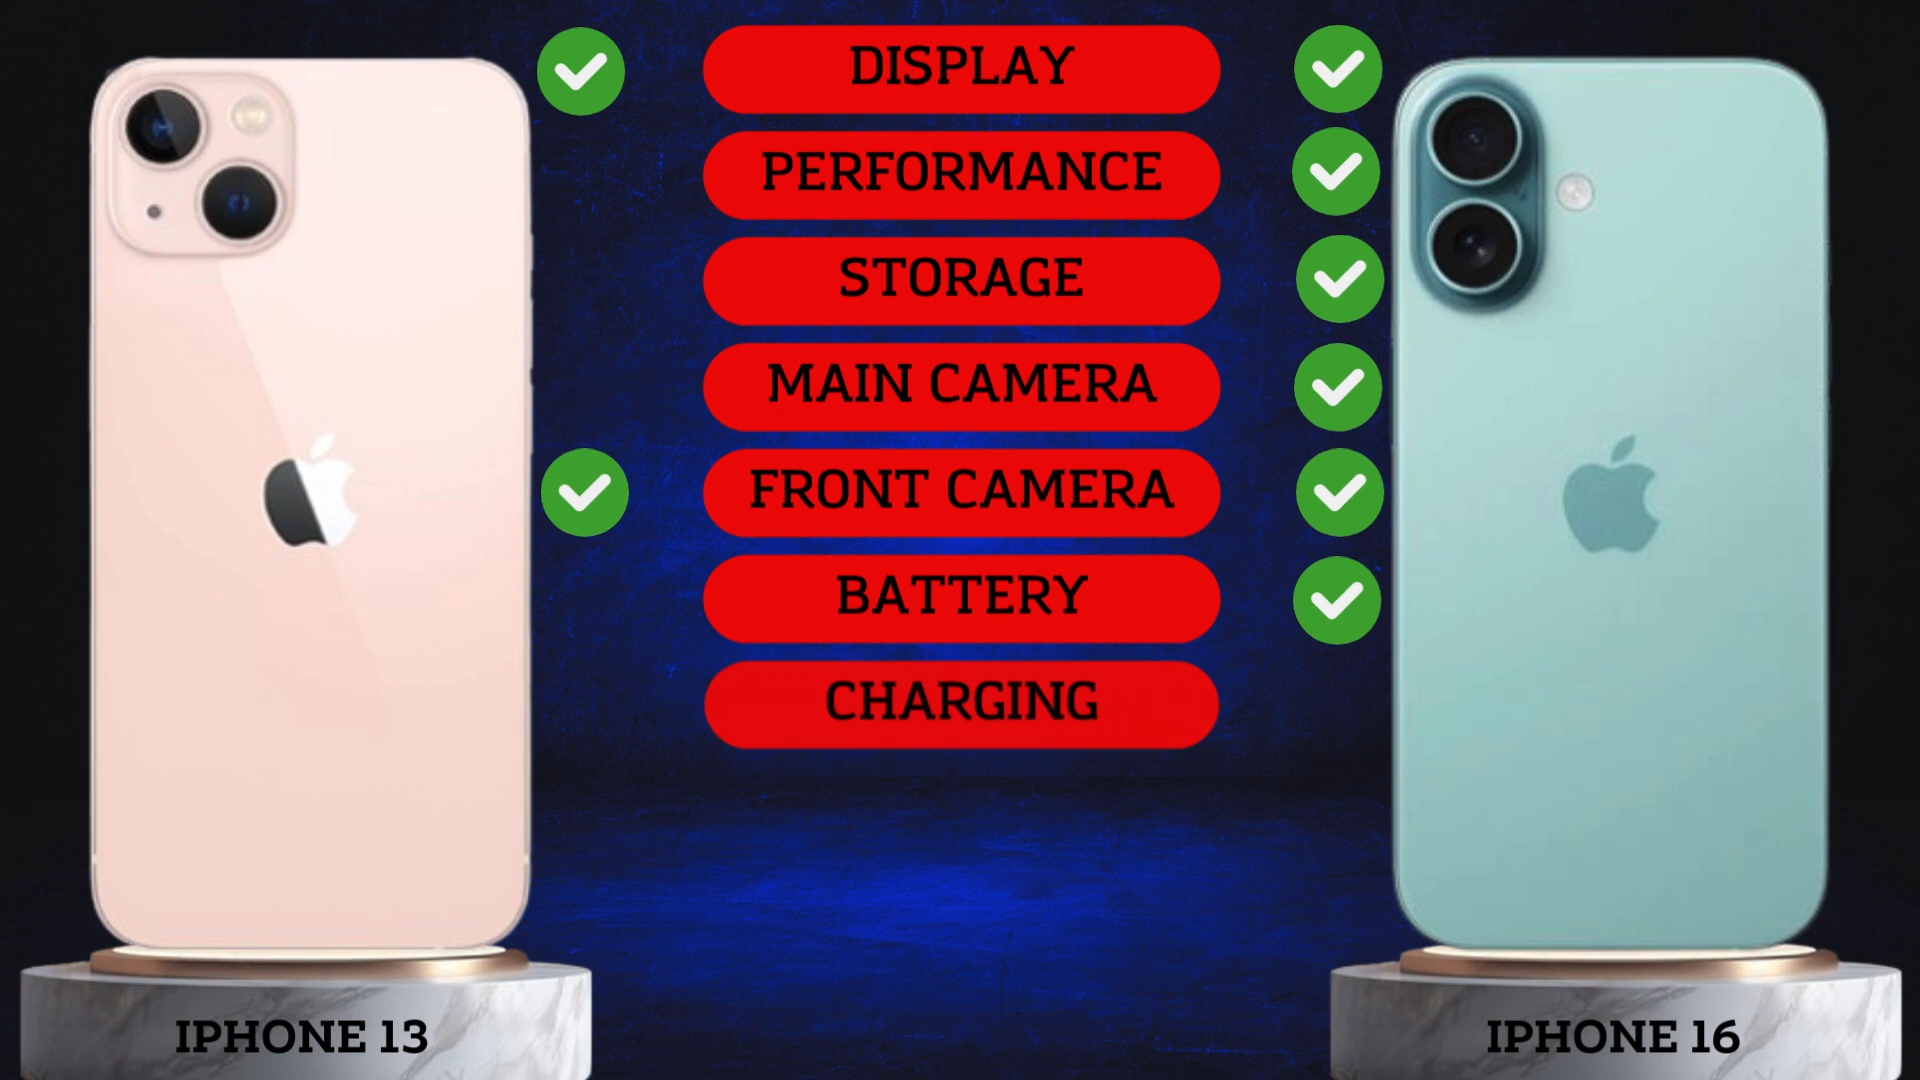 DISPLAY
PERFORMANCE
STORAGE
MAIN CAMERA
FRONT CAMERA
BATTERY
CHARGING
IPHONE 13
IPHONE 16